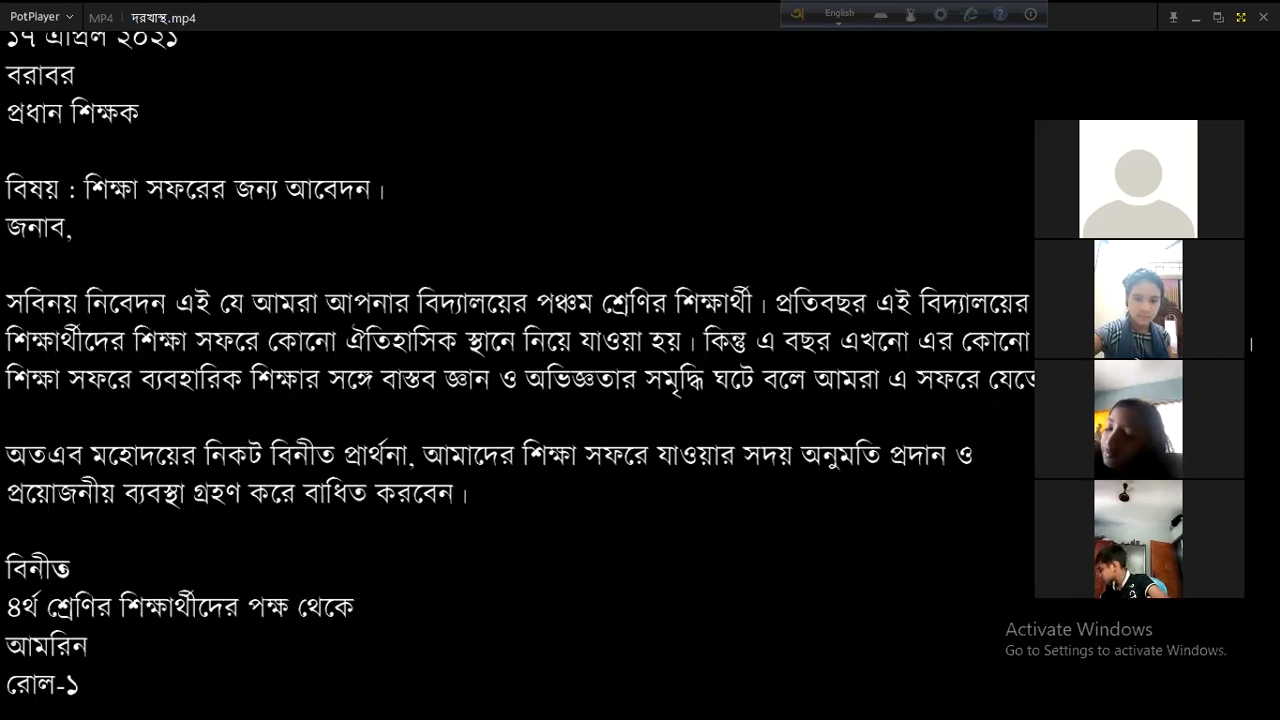 PotPlayer MP4 দরখাস্থ.mp4
অ English
১৭ এপ্রিল ২০২১
বরাবর
প্রধান শিক্ষক
বিষয় : শিক্ষা সফরের জন্য আবেদন।
জনাব,
সবিনয় নিবেদন এই যে আমরা আপনার বিদ্যালয়ের পঞ্চম শ্রেণির শিক্ষার্থী। প্রতিবছর এই বিদ্যালয়ের
শিক্ষার্থীদের শিক্ষা সফরে কোনো ঐতিহাসিক স্থানে নিয়ে যাওয়া হয়। কিন্তু এ বছর এখনো এর কোনো
শিক্ষা সফরে ব্যবহারিক শিক্ষার সঙ্গে বাস্তব জ্ঞান ও অভিজ্ঞতার সমৃদ্ধি ঘটে বলে আমরা এ সফরে
অতএব মহোদয়ের নিকট বিনীত প্রার্থনা, আমাদের শিক্ষা সফরে যাওয়ার সদয় অনুমতি প্রদান ও
প্রয়োজনীয় ব্যবস্থা গ্রহণ করে বাধিত করবেন।
বিনীত
৪র্থ শ্রেণির শিক্ষার্থীদের পক্ষ থেকে
আমরিন
রোল-১
Activate Windows
Go to Settings to activate Windows.